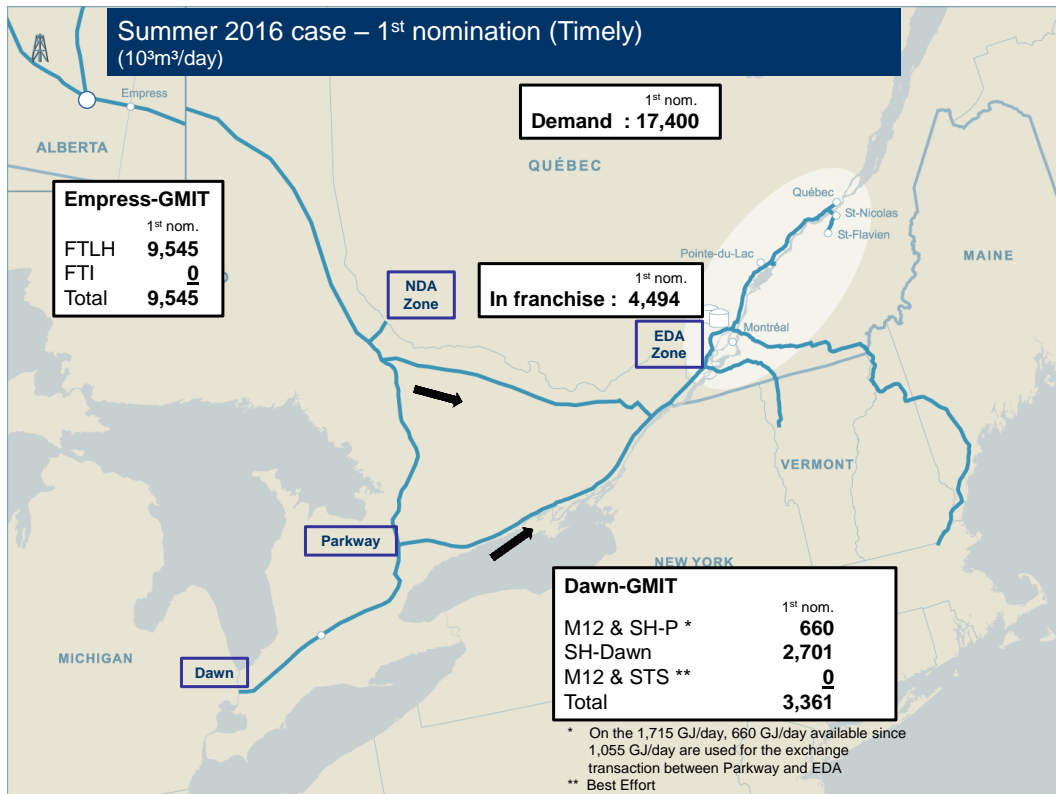 Summer 2016 case – 1st nomination (Timely)
(10³m³/day)
Empress
ALBERTA
1st nom.
Demand : 17,400
QUÉBEC
Empress-GMIT
1st nom.
FTLH 9,545
FTI 0
Total 9,545
Québec
St-Nicolas
St-Flavien
Pointe-du-Lac
MAINE
NDA
Zone
1st nom.
In franchise : 4,494
Montréal
EDA
Zone
VERMONT
Parkway
NEW YORK
MICHIGAN
Dawn
Dawn-GMIT
1st nom.
M12 & SH-P * 660
SH-Dawn 2,701
M12 & STS ** 0
Total 3,361
* On the 1,715 GJ/day, 660 GJ/day available since
1,055 GJ/day are used for the exchange
transaction between Parkway and EDA
** Best Effort